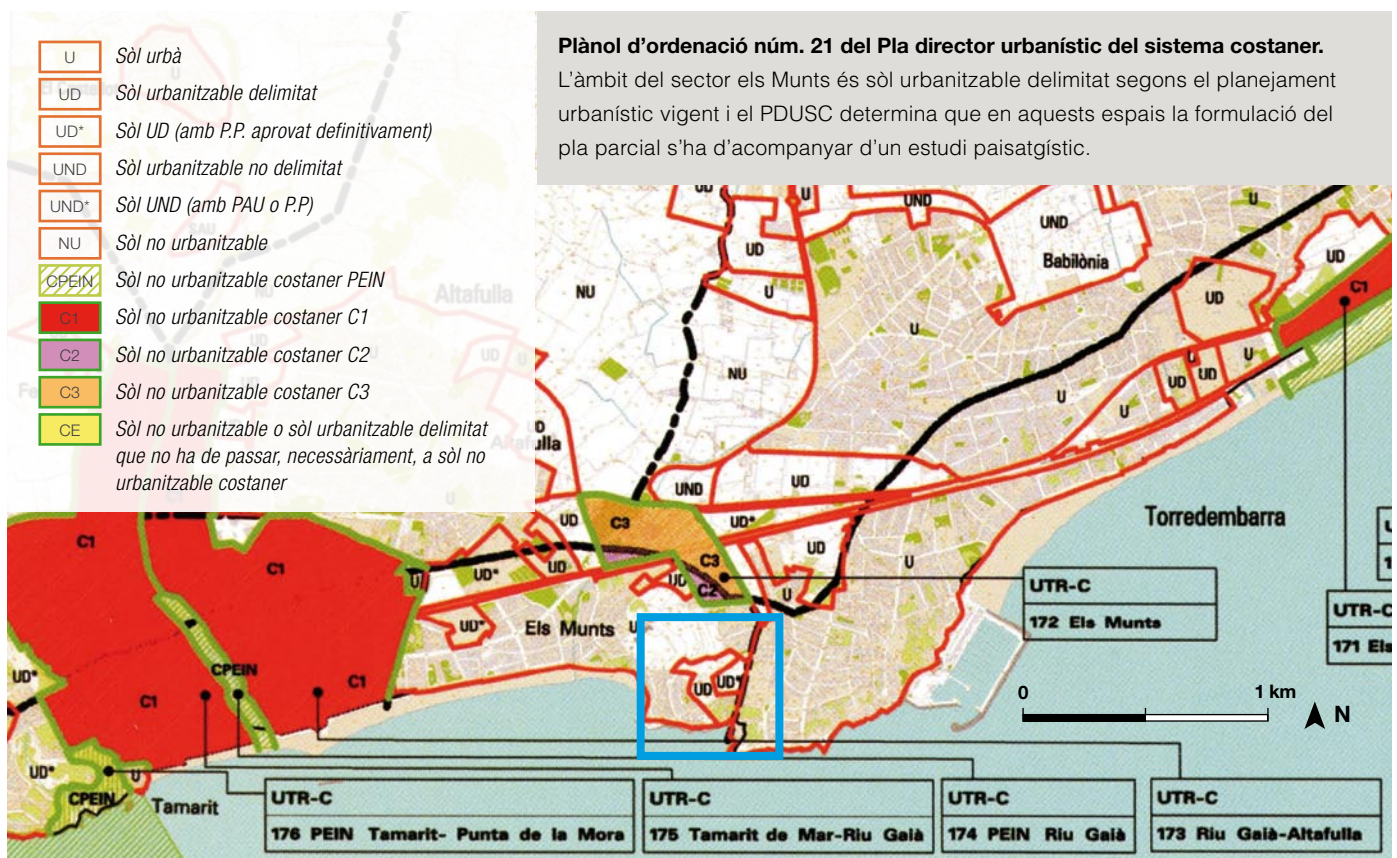 U Sòl urbà
UD Sòl urbanitzable delimitat
UD* Sòl UD (amb P.P. aprovat definitivament)
UND Sòl urbanitzable no delimitat
UND* Sòl UND (amb PAU o P.P)
NU Sòl no urbanitzable
CPEIN Sòl no urbanitzable costaner PEIN
C1 Sòl no urbanitzable costaner C1
C2 Sòl no urbanitzable costaner C2
C3 Sòl no urbanitzable costaner C3
CE Sòl no urbanitzable o sòl urbanitzable delimitat
que no ha de passar, necessàriament, a sòl no
urbanitzable costaner
Altafulla
Plànol d'ordenació núm. 21 del Pla director urbanístic del sistema costaner.
L'àmbit del sector els Munts és sòl urbanitzable delimitat segons el planejament
urbanístic vigent i el PDUSC determina que en aquests espais la formulació del
pla parcial s'ha d'acompanyar d'un estudi paisatgístic.
UD
U
UND
U
UND
UD
Babilònia
UD
NU
U
UD
C1
U
NU
U
UD
UD
U
U
U
UND
UD
UD
C3
UD*
Torredembarra
C1
C1
U
UD*
UD
C3
UD
U
UD
C2
U
UTR-C
172 Els Munts
UTR-C
171 Els
UD*
Els Munts
U
CPEIN
UD*
C1
C1
UD
UD*
0 1 km
N
UD*
CPEIN
U
Tamarit
UTR-C
176 PEIN Tamarit- Punta de la Mora
UTR-C
175 Tamarit de Mar-Riu Gaià
UTR-C
174 PEIN Riu Gaià
UTR-C
173 Riu Gaià-Altafulla